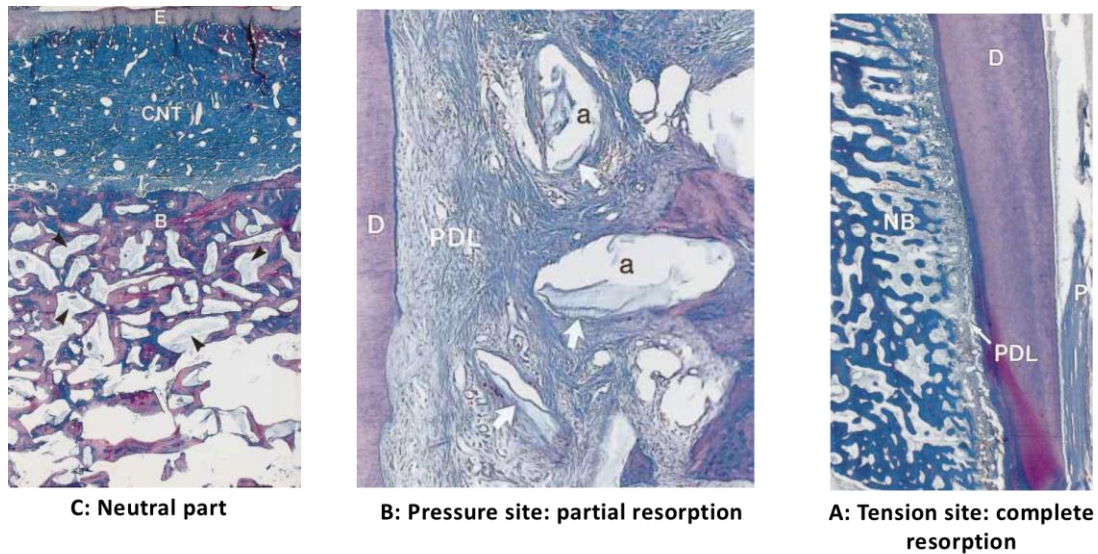 E
CNT
B
C: Neutral part
a
D
PDL
a
B: Pressure site: partial resorption
D
NB
P
PDL
A: Tension site: complete
resorption